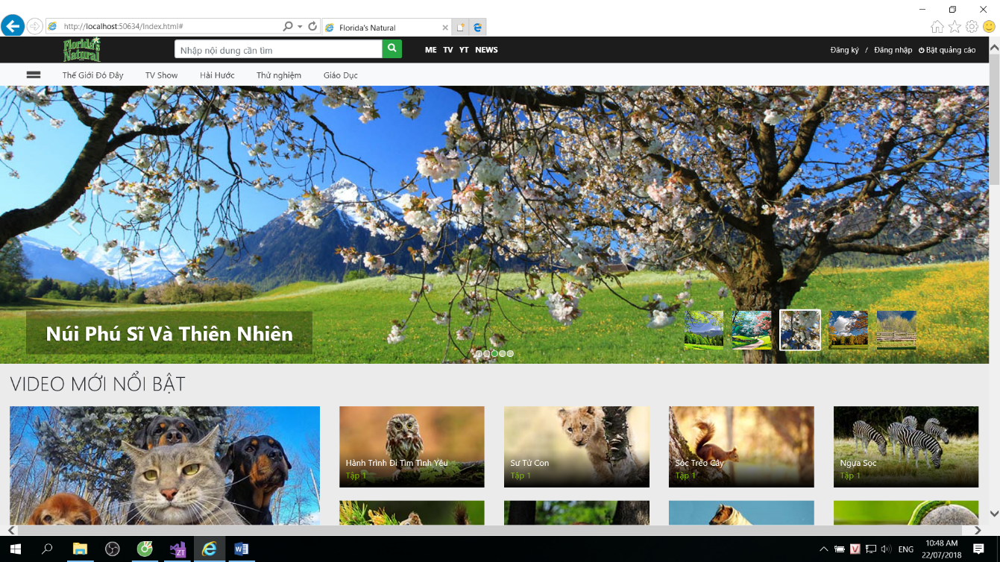 http://localhost:50634/Index.html#
Florida's Natural
Florida's Natural
Nhập nội dung cần tìm
ME TV YT NEWS
Đăng ký / Đăng nhập Bật quảng cáo
Thế Giới Đó Đây TV Show Hài Hước Thử nghiệm Giáo Dục
Núi Phú Sĩ Và Thiên Nhiên
VIDEO MỚI NỔI BẬT
Hành Trình Đi Tìm Tình Yêu
Tập 1
Sư Tử Con
Tập 1
Sóc Trèo Cây
Tập 1
Ngựa Sọc
Tập 1
ZT
V
ENG
10:48 AM
22/07/2018